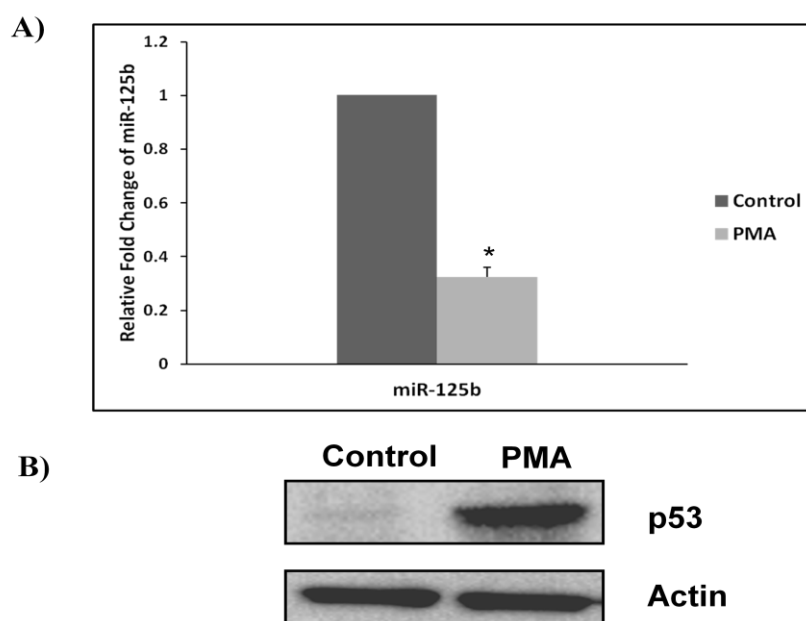 A)
Relative Fold Change of miR-125b
1.2
1
0.8
0.6
0.4
0.2
0
*
miR-125b
Control
PMA
B)
Control PMA
p53
Actin